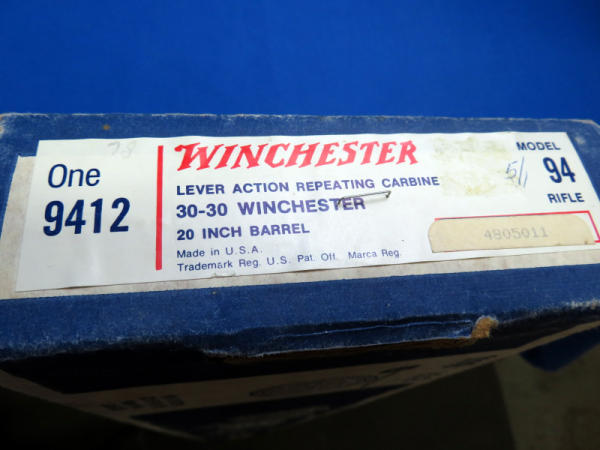 One
9412
WINCHESTER
LEVER ACTION REPEATING CARBINE
30-30 WINCHESTER
20 INCH BARREL
Made in U.S.A.
Trademark Reg. U.S. Pat. Off. Marca Reg.
MODEL
94
RIFLE
4805011